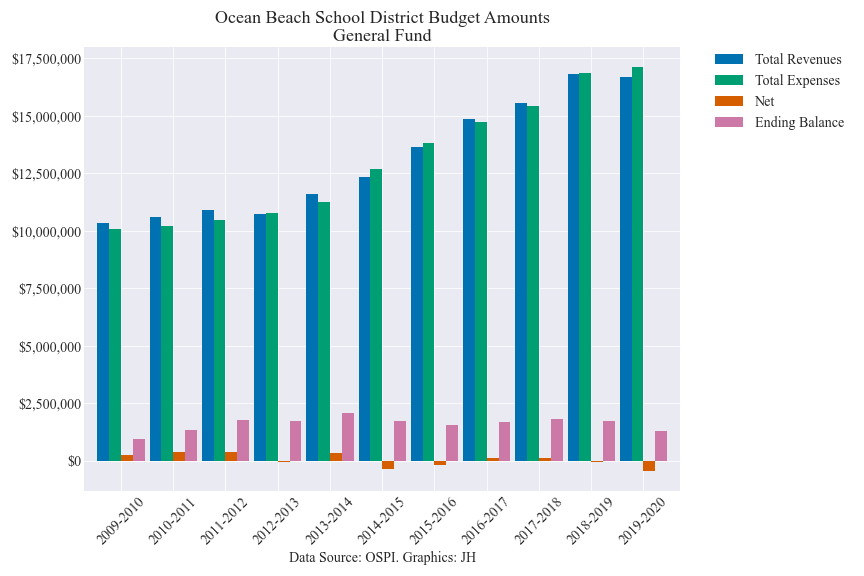 Ocean Beach School District Budget Amounts
General Fund
Total Revenues
Total Expenses
Net
Ending Balance
$17,500,000
$15,000,000
$12,500,000
$10,000,000
$7,500,000
$5,000,000
$2,500,000
$0
2009-2010
2010-2011
2011-2012
2012-2013
2013-2014
2014-2015
2015-2016
2016-2017
2017-2018
2018-2019
2019-2020
Data Source: OSPI. Graphics: JH